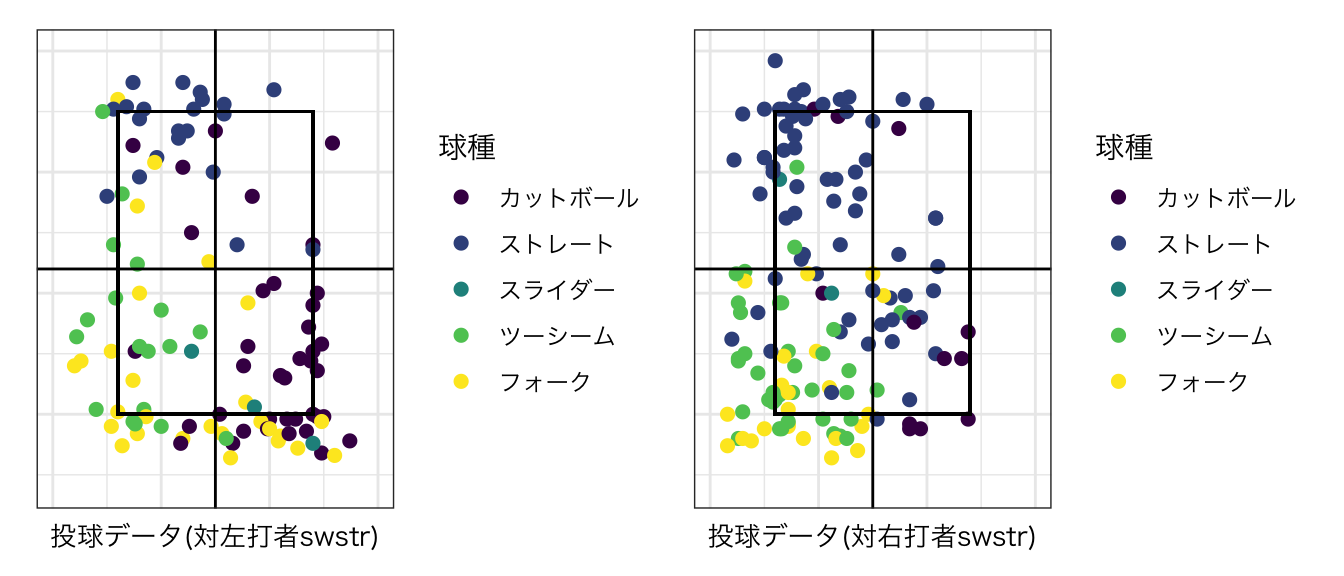 球種
カットボール
ストレート
スライダー
ツーシーム
フォーク
投球データ(対左打者swstr)
球種
カットボール
ストレート
スライダー
ツーシーム
フォーク
投球データ(対右打者swstr)